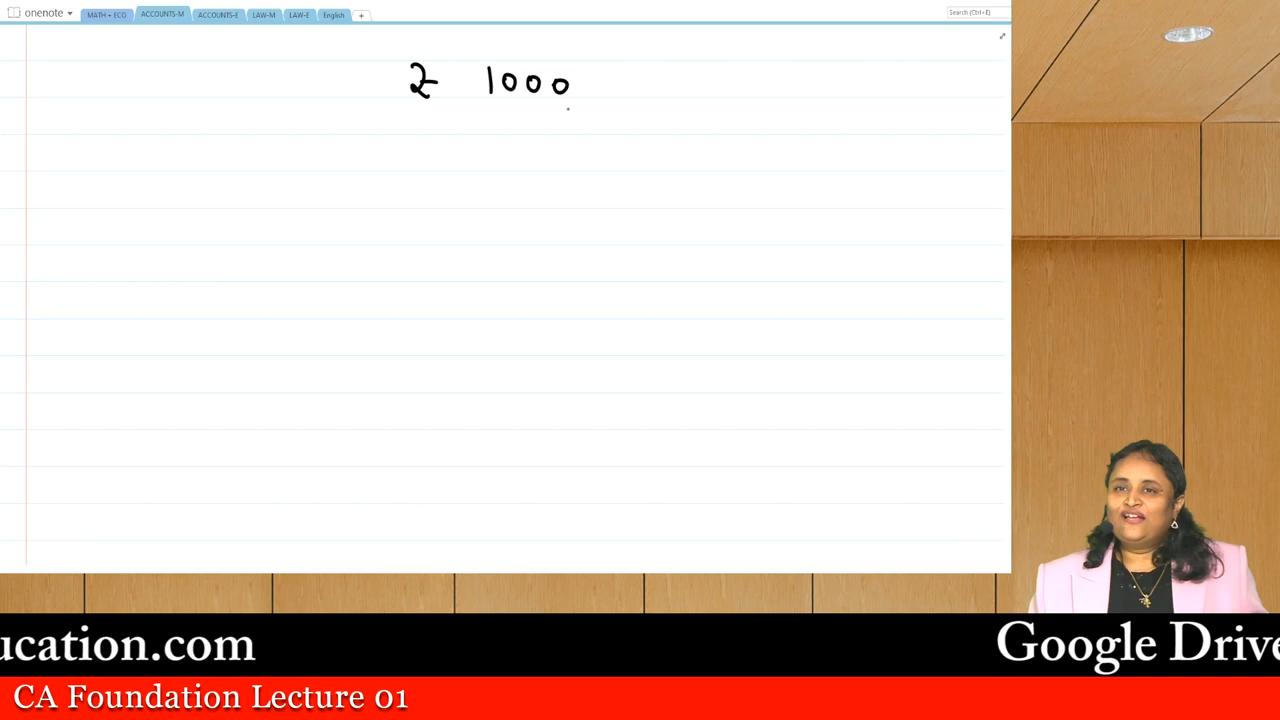 onenote
MATH + ECO
ACCOUNTS-M
ACCOUNTS-E
LAW-M
LAW-E
English
Search (Ctrl+E)
2 1000
ucation.com
Google Drive
CA Foundation Lecture 01